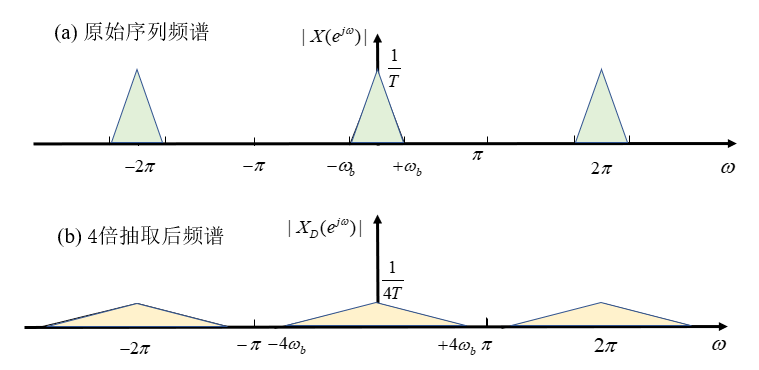 (a) 原始序列频谱
|X(e^{jω})|
1/T
−2π −π −ω_b +ω_b π 2π ω
(b) 4倍抽取后频谱
|X_D(e^{jω})|
1/4T
−2π −π −4ω_b +4ω_b π 2π ω